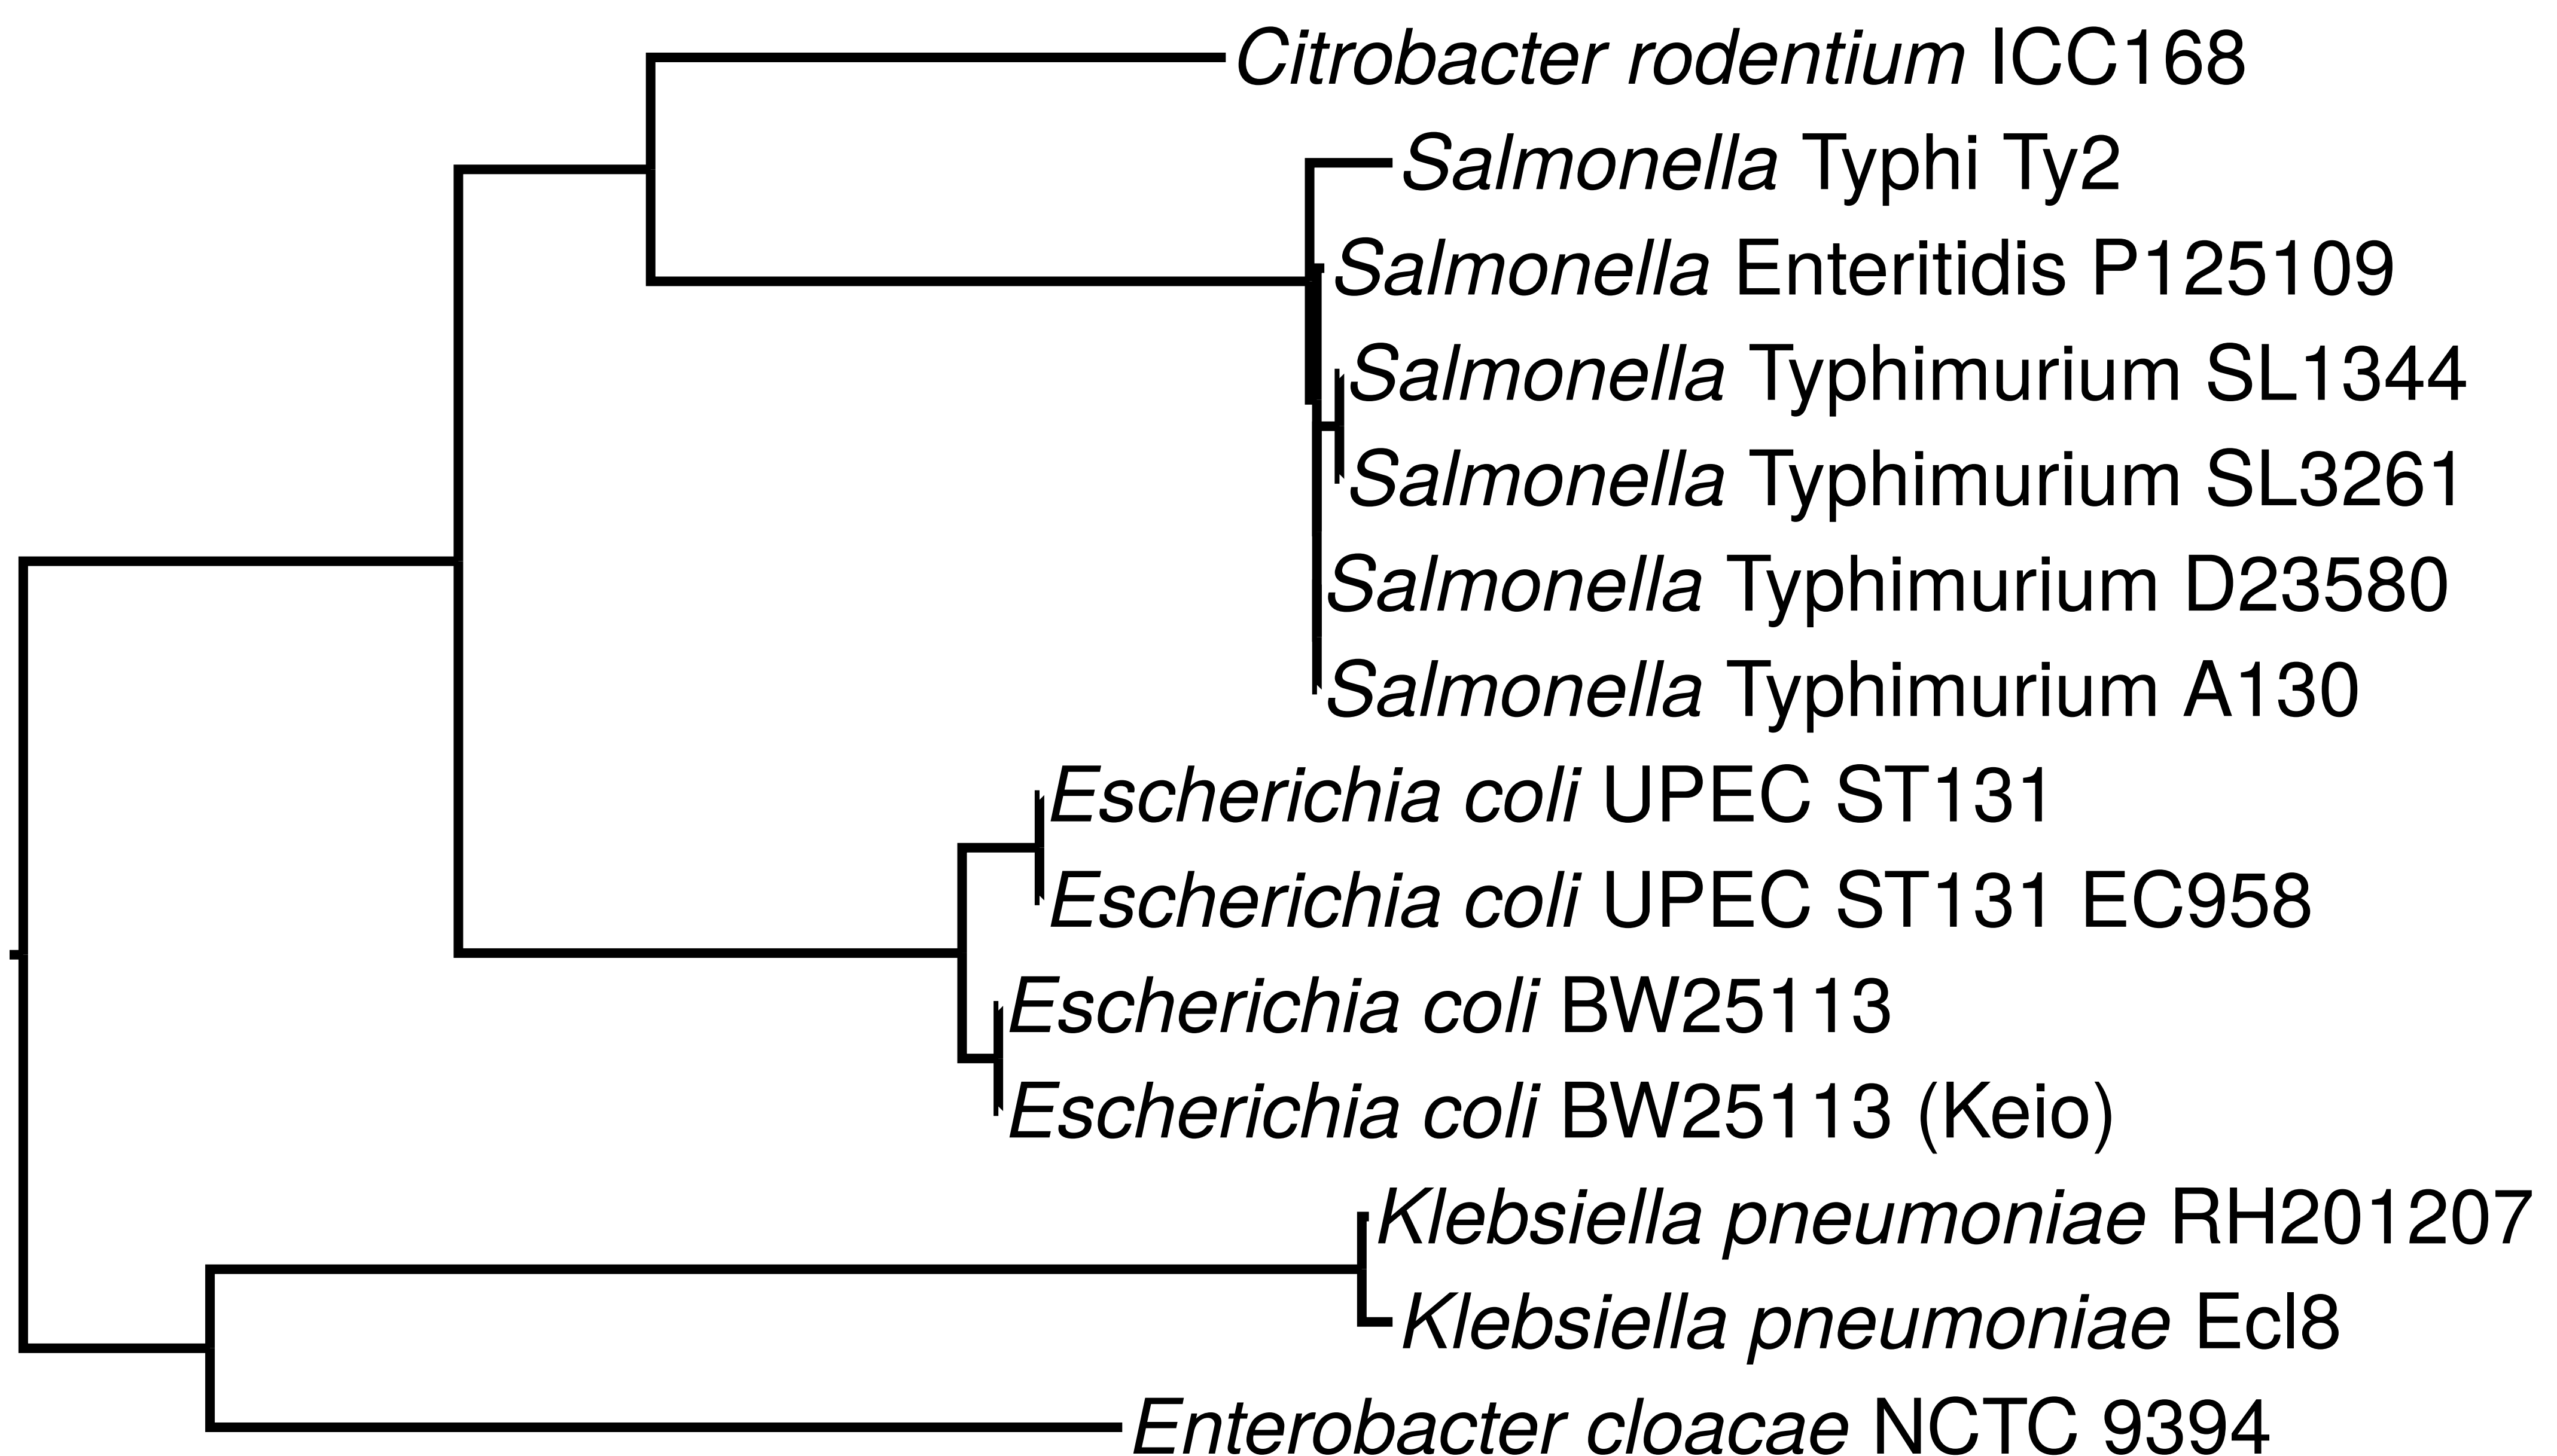 Citrobacter rodentium ICC168
Salmonella Typhi Ty2
Salmonella Enteritidis P125109
Salmonella Typhimurium SL1344
Salmonella Typhimurium SL3261
Salmonella Typhimurium D23580
Salmonella Typhimurium A130
Escherichia coli UPEC ST131
Escherichia coli UPEC ST131 EC958
Escherichia coli BW25113
Escherichia coli BW25113 (Keio)
Klebsiella pneumoniae RH201207
Klebsiella pneumoniae Ecl8
Enterobacter cloacae NCTC 9394